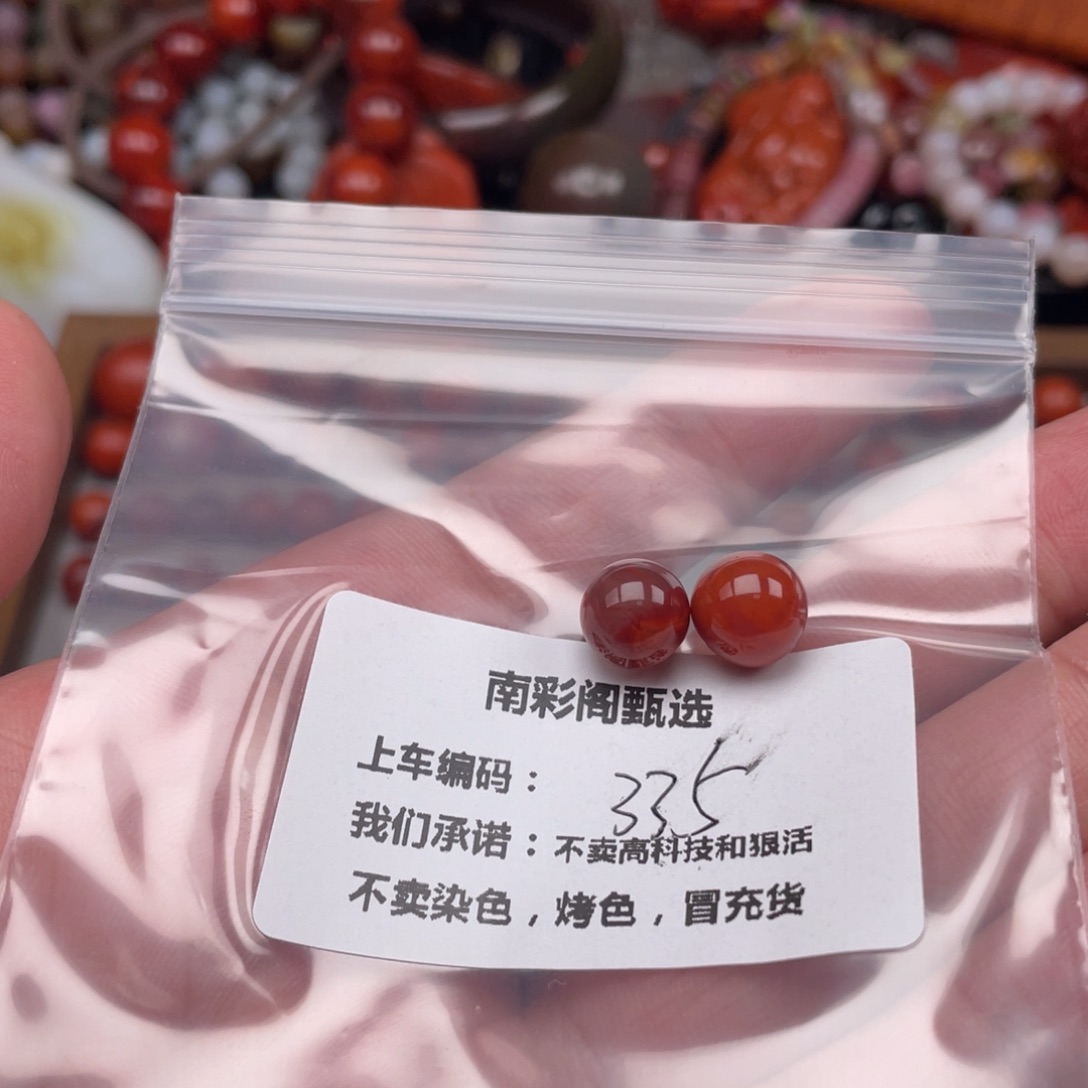 南彩阁甄选
上车编码：335
我们承诺：不卖高科技和狠活
不卖染色，烤色，冒充货